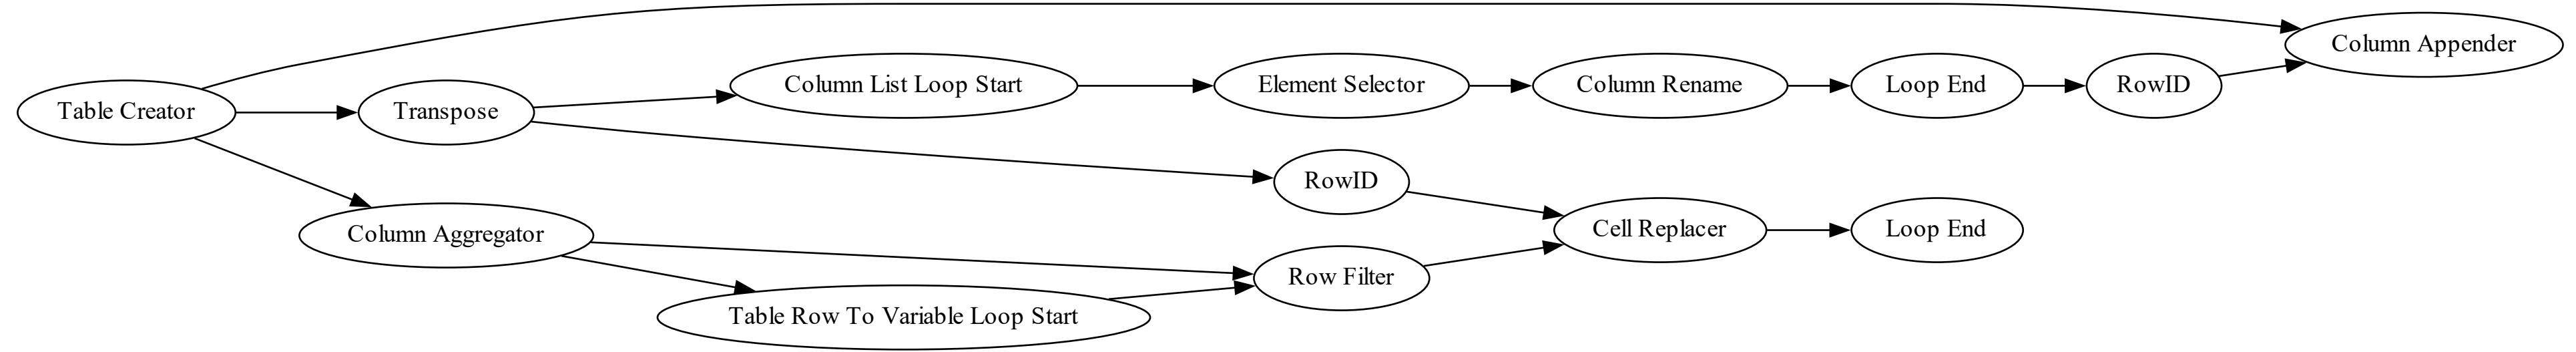 Table Creator
Transpose
Column List Loop Start
Element Selector
Column Rename
Loop End
RowID
Column Appender
RowID
Column Aggregator
Table Row To Variable Loop Start
Row Filter
Cell Replacer
Loop End